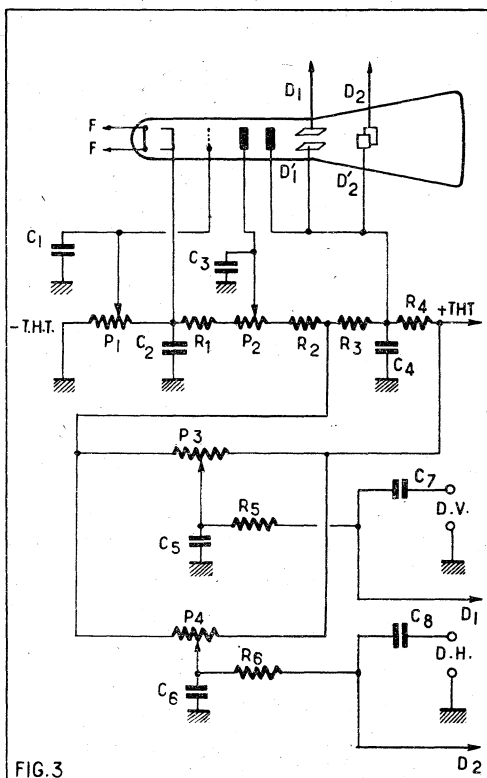 D1 D2
F
F
D'1 D'2
C1
C3
R4 +THT
-T.H.T.
P1 C2 R1 P2 R2 R3 C4
P3
C7
R5 D.V.
C5
D1
P4 C8
R6 D.H.
C6
D2
FIG.3